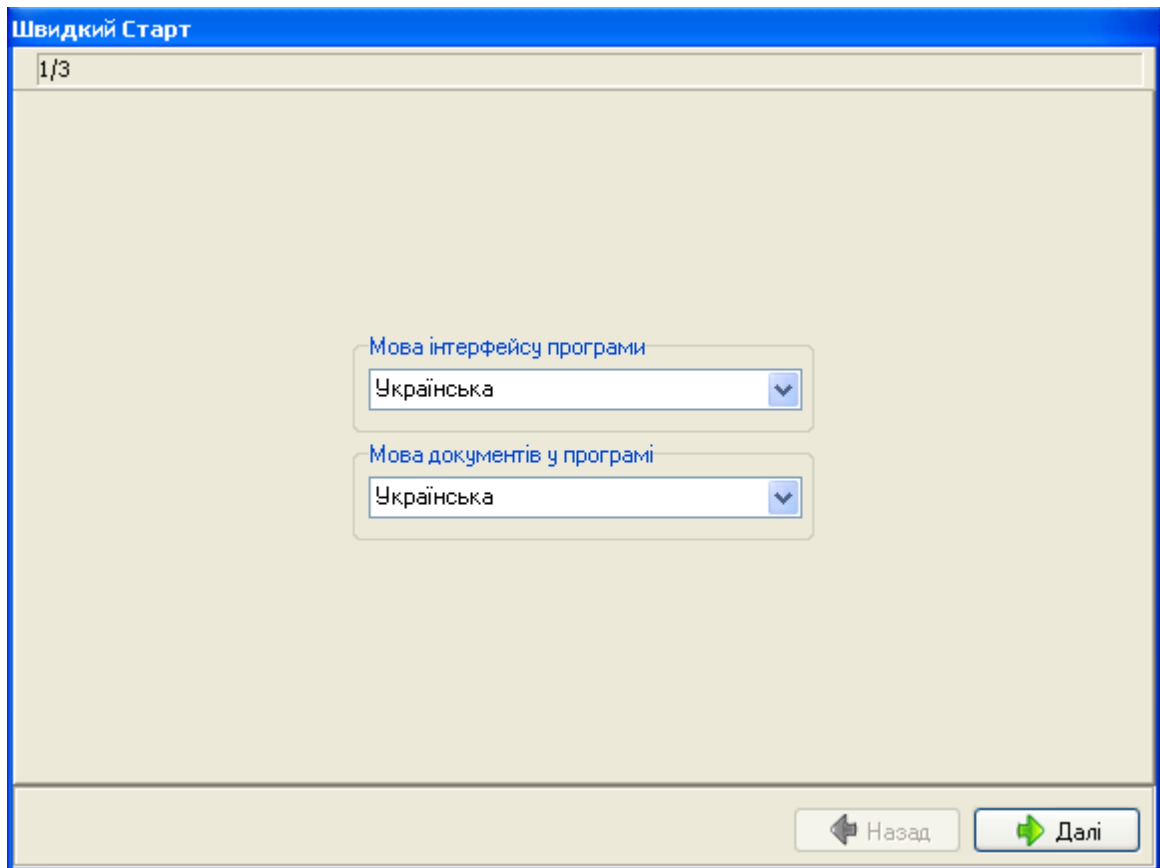 Швидкий Старт
1/3
Мова інтерфейсу програми
Українська
Мова документів у програмі
Українська
Назад
Далі